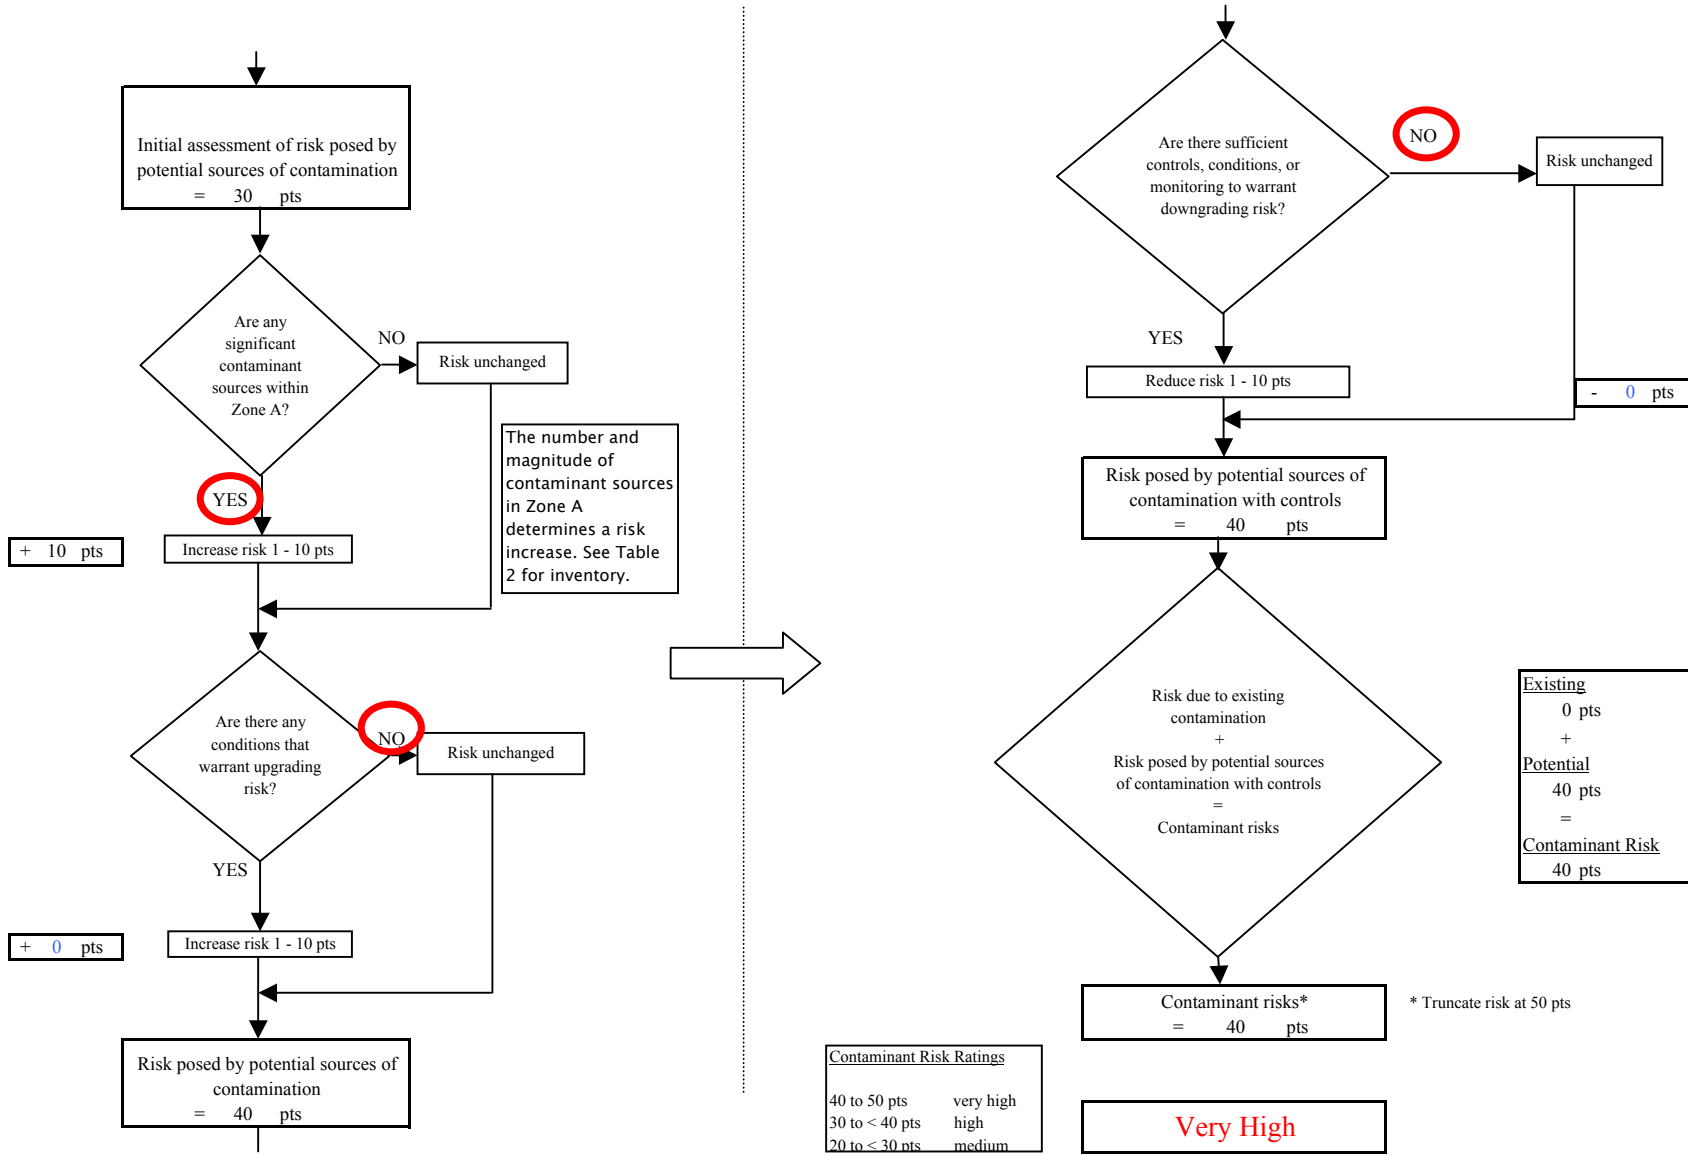 Initial assessment of risk posed by
potential sources of contamination
= 30 pts
Are any
significant
contaminant
sources within
Zone A?
NO
Risk unchanged
The number and
magnitude of
contaminant sources
in Zone A
determines a risk
increase. See Table
2 for inventory.
YES
+ 10 pts
Increase risk 1 - 10 pts
Are there any
conditions that
warrant upgrading
risk?
NO
Risk unchanged
YES
+ 0 pts
Increase risk 1 - 10 pts
Risk posed by potential sources of
contamination
= 40 pts
Are there sufficient
controls, conditions, or
monitoring to warrant
downgrading risk?
NO
Risk unchanged
YES
Reduce risk 1 - 10 pts
- 0 pts
Risk posed by potential sources of
contamination with controls
= 40 pts
Risk due to existing
contamination
+
Risk posed by potential sources
of contamination with controls
=
Contaminant risks
Existing
0 pts
+
Potential
40 pts
=
Contaminant Risk
40 pts
Contaminant risks*
= 40 pts
* Truncate risk at 50 pts
Contaminant Risk Ratings
40 to 50 pts very high
30 to < 40 pts high
20 to < 30 pts medium
Very High